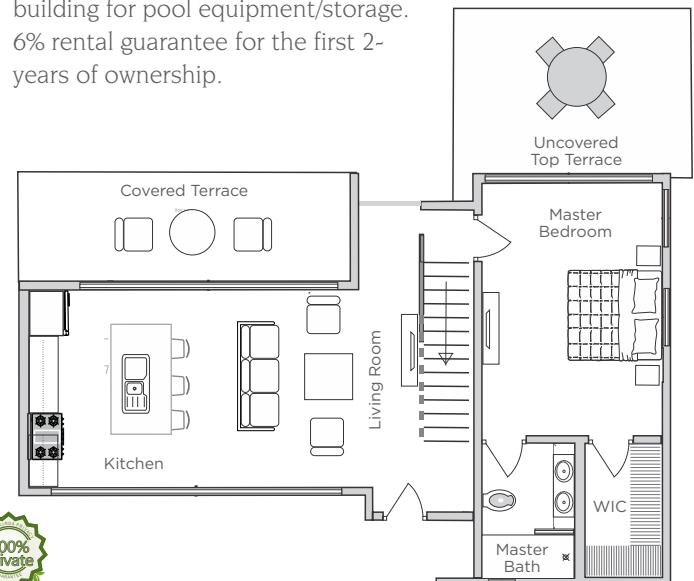 building for pool equipment/storage.
6% rental guarantee for the first 2-
years of ownership.
Uncovered
Top Terrace
Covered Terrace
Master
Bedroom
Living Room
Kitchen
WIC
Master
Bath